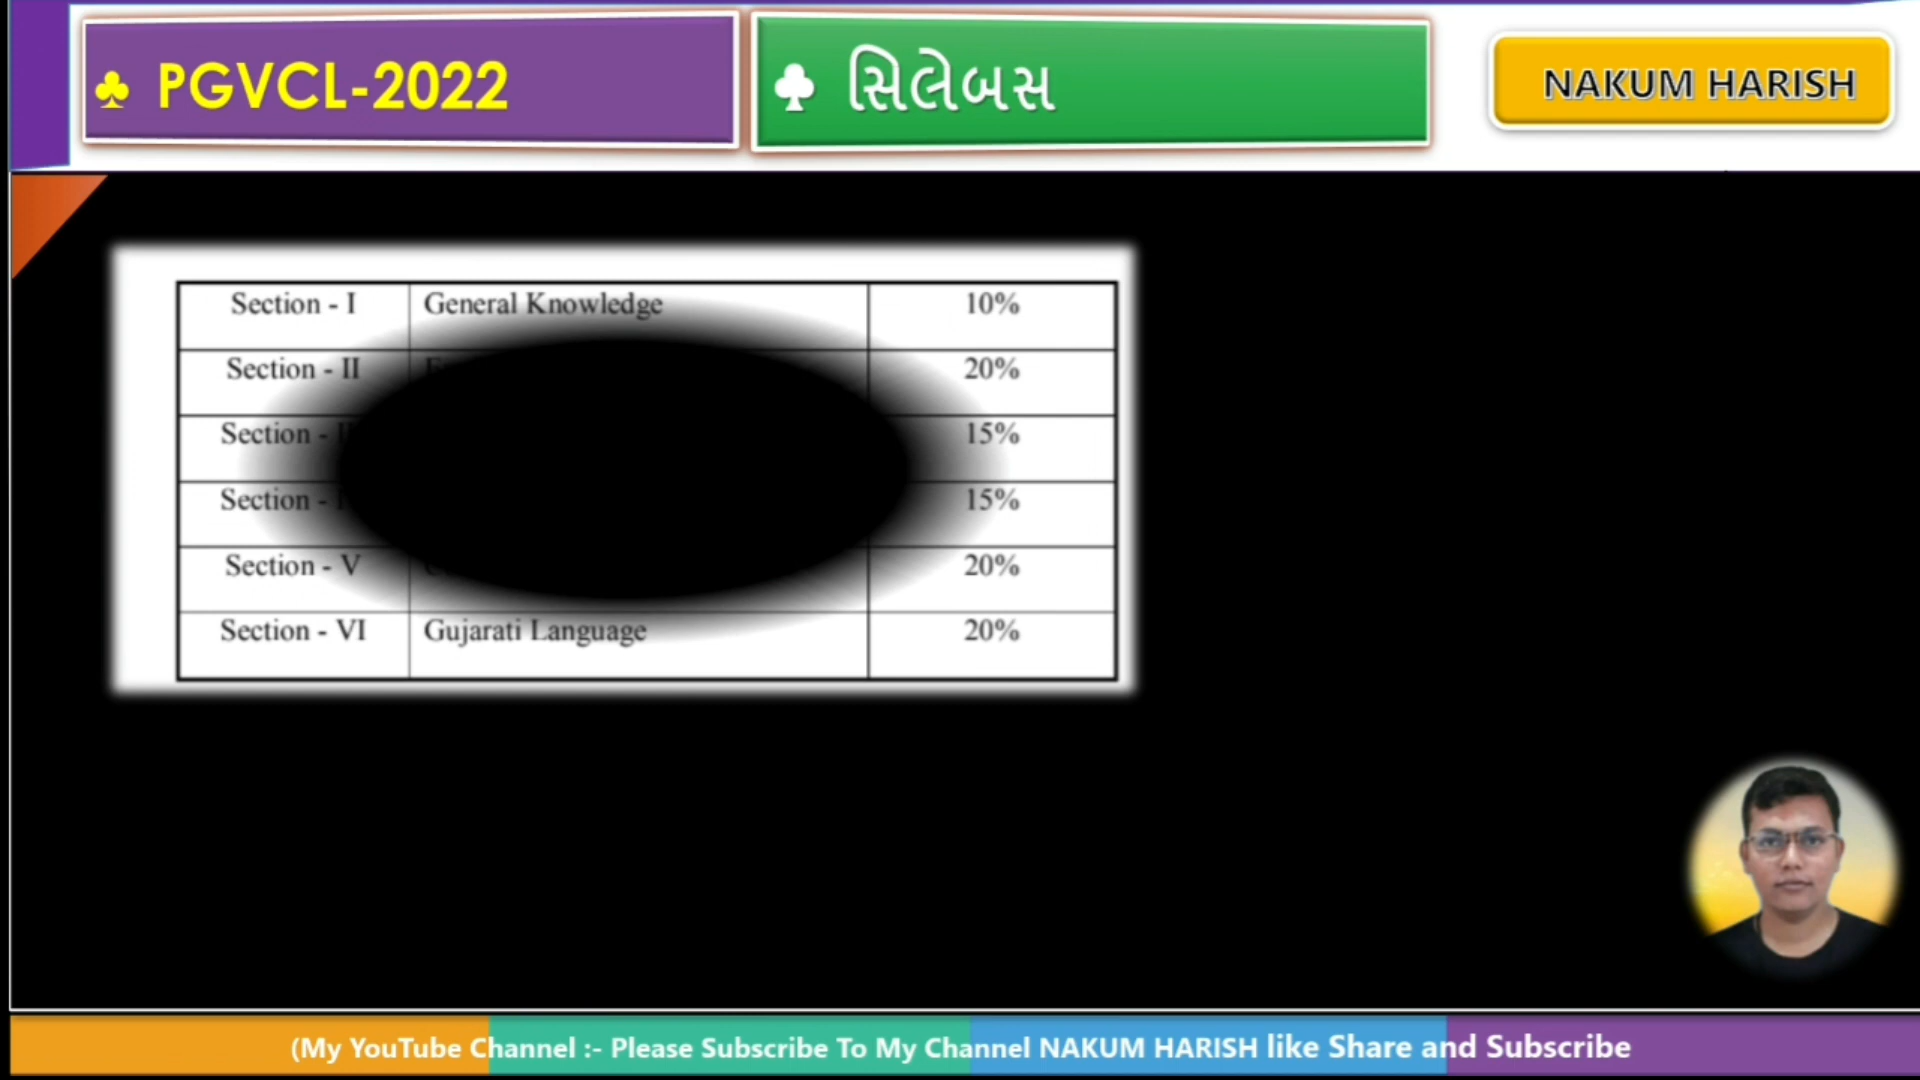 ♣ PGVCL-2022
♣ સિલેબસ
NAKUM HARISH
Section - I General Knowledge 10%
Section - II 20%
Section - 15%
Section - 15%
Section - V 20%
Section - VI Gujarati Language 20%
(My YouTube Channel :- Please Subscribe To My Channel NAKUM HARISH like Share and Subscribe